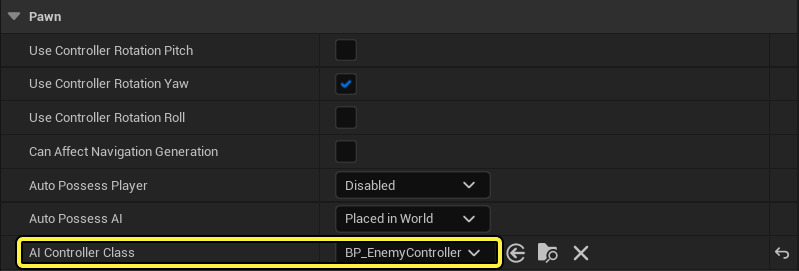 Pawn
Use Controller Rotation Pitch
Use Controller Rotation Yaw
Use Controller Rotation Roll
Can Affect Navigation Generation
Auto Possess Player Disabled
Auto Possess AI Placed in World
AI Controller Class BP_EnemyController